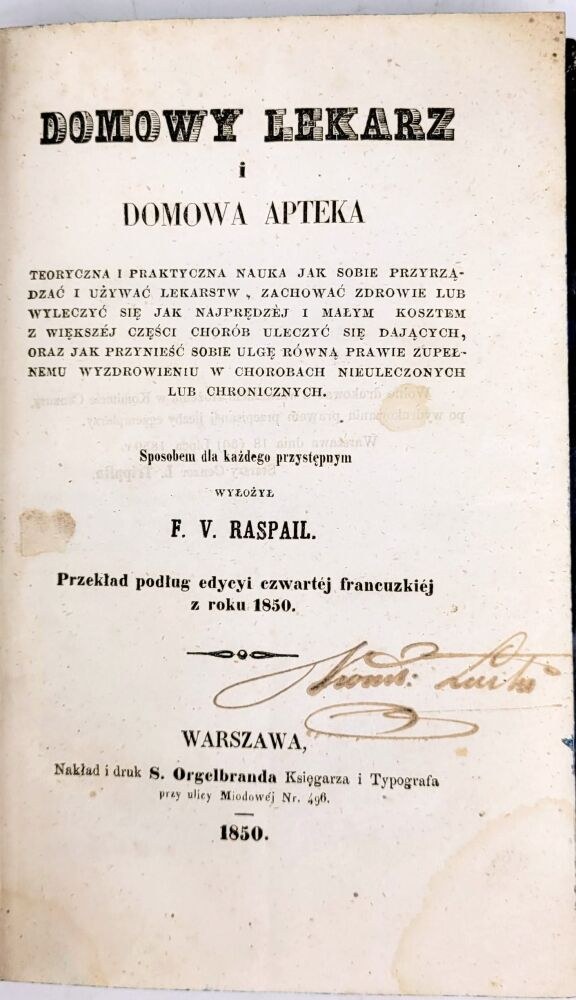 DOMOWY LEKARZ
i
DOMOWA APTEKA
TEORYCZNA I PRAKTYCZNA NAUKA JAK SOBIE PRZYRZĄ-
DZAĆ I UŻYWAĆ LEKARSTW, ZACHOWAĆ ZDROWIE LUB
WYLECZYĆ SIĘ JAK NAJPRĘDZÉJ I MAŁYM KOSZTEM
Z WIĘKSZÉJ CZĘŚCI CHORÓB ULECZYĆ SIĘ DAJĄCYCH,
ORAZ JAK PRZYNIEŚĆ SOBIE ULGĘ RÓWNĄ PRAWIE ZUPEŁ-
NEMU WYZDROWIENIU W CHOROBACH NIEULECZONYCH
LUB CHRONICZNYCH.
Sposobem dla każdego przystępnym
WYŁOŻYŁ
F. V. RASPAIL.
Przekład podług edycyi czwartéj francuzkiéj
z roku 1850.
WARSZAWA,
Nakład i druk S. Orgelbranda Księgarza i Typografa
przy ulicy Miodowéj Nr. 496.
1850.